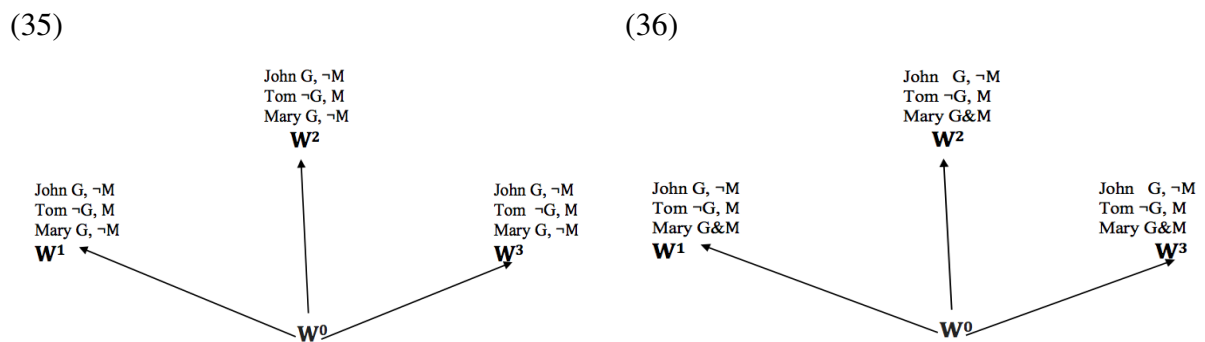 (35)
John G, ¬M
Tom ¬G, M
Mary G, ¬M
W²
John G, ¬M
Tom ¬G, M
Mary G, ¬M
W¹
John G, ¬M
Tom ¬G, M
Mary G, ¬M
W³
W⁰
(36)
John G, ¬M
Tom ¬G, M
Mary G&M
W²
John G, ¬M
Tom ¬G, M
Mary G&M
W¹
John G, ¬M
Tom ¬G, M
Mary G&M
W³
W⁰